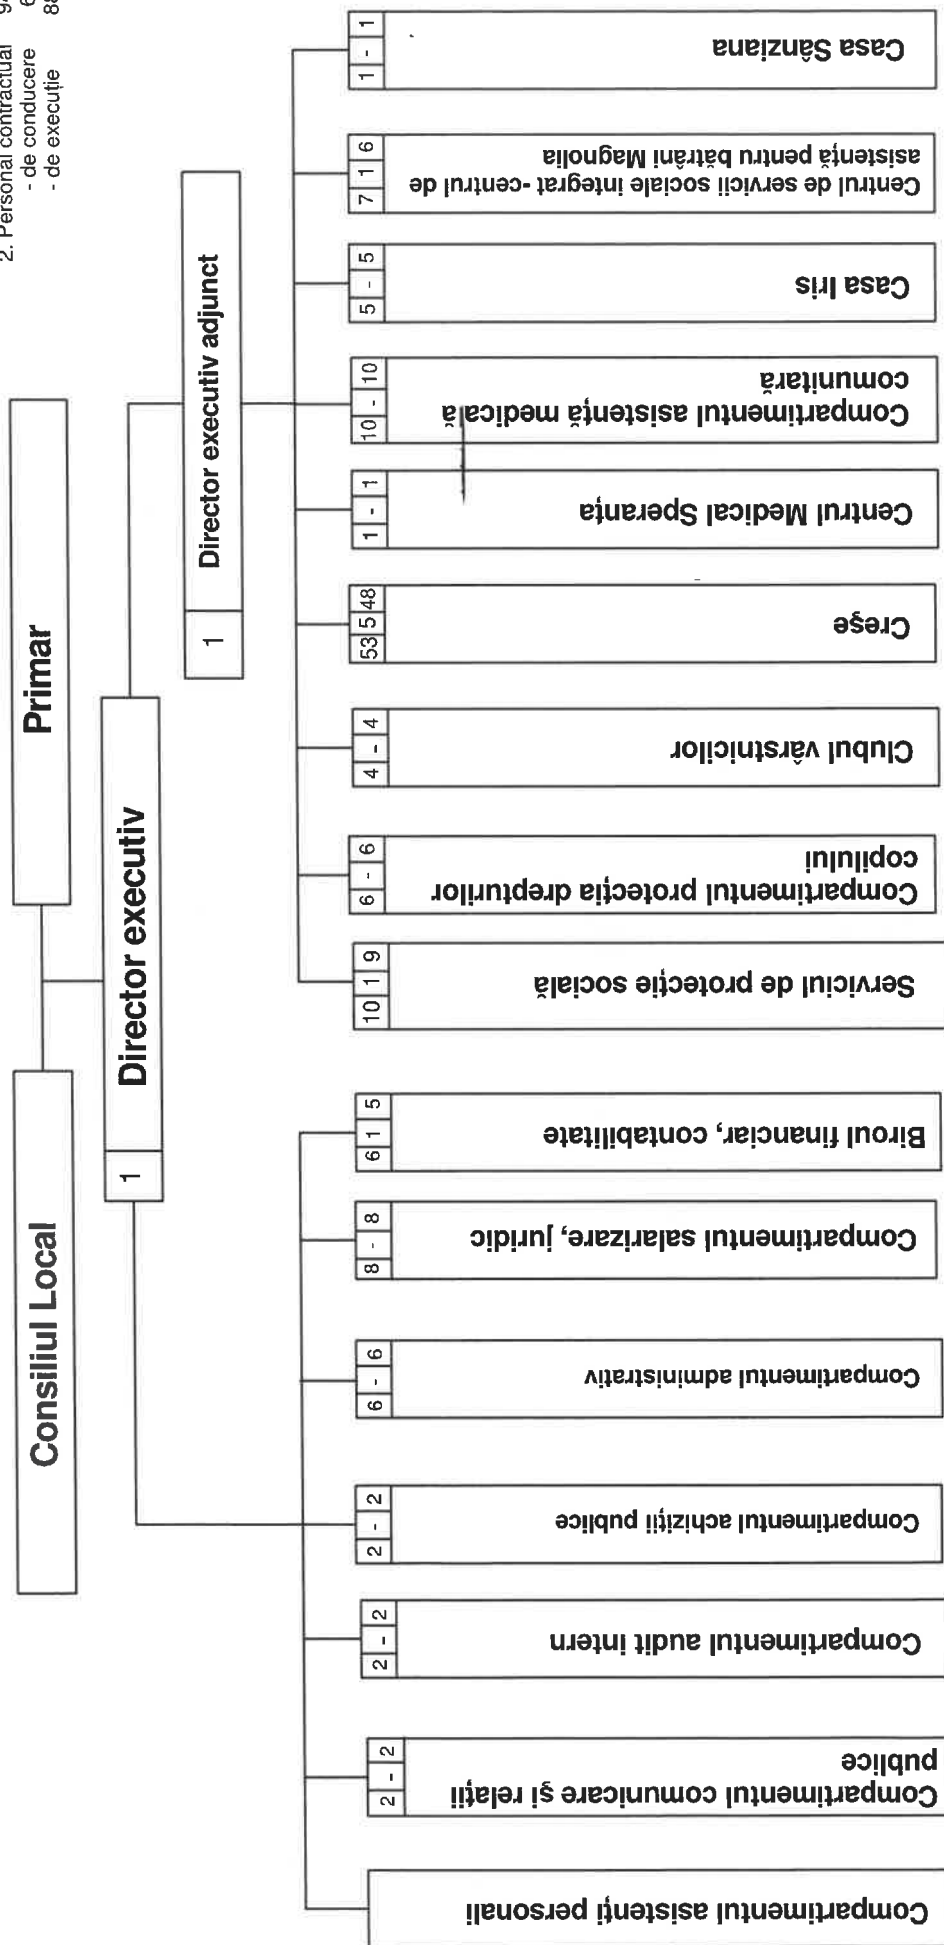 2. Personal contractual
- de conducere 6
- de execuție 88
Consiliul Local
Primar
1 Director executiv
1 Director executiv adjunct
Compartimentul asistenți personali
2 - 2
Compartimentul comunicare și relații
publice
2 - 2
Compartimentul audit intern
2 - 2
Compartimentul achiziții publice
6 - 6
Compartimentul administrativ
8 - 8
Compartimentul salarizare, juridic
6 1 5
Biroul financiar, contabilitate
10 1 9
Serviciul de protecție socială
6 - 6
Compartimentul protecția drepturilor
copilului
4 - 4
Clubul vârstnicilor
53 5 48
Creșe
1 - 1
Centrul Medical Speranța
10 - 10
Compartimentul asistență medicală
comunitară
5 - 5
Casa Iris
7 1 6
Centrul de servicii sociale integrat -centrul de
asistență pentru bătrâni Magnolia
1 - 1
Casa Sânziana